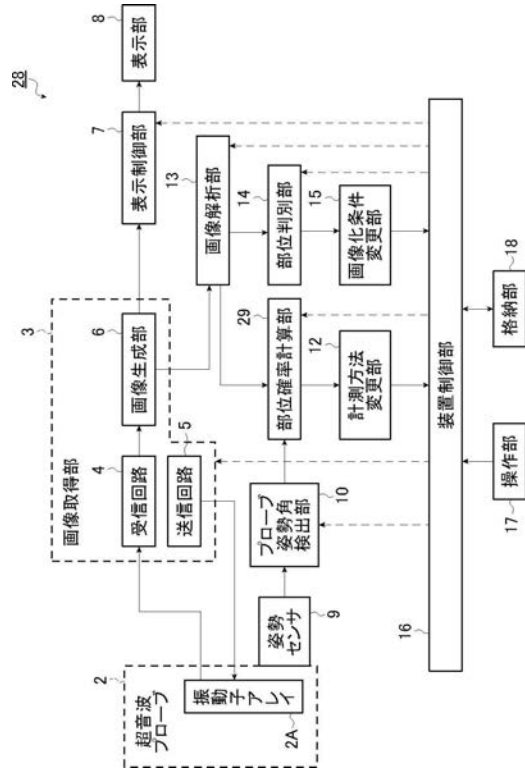 28
3
画像取得部
4
受信回路
5
送信回路
6
画像生成部
7
表示制御部
8
表示部
13
画像解析部
2
超音波
プローブ
振動子アレイ
2A
9
姿勢センサ
10
プローブ
姿勢角
検出部
29
部位確率計算部
14
部位判別部
12
計測方法
変更部
15
画像化条件
変更部
16
装置制御部
17
操作部
18
格納部